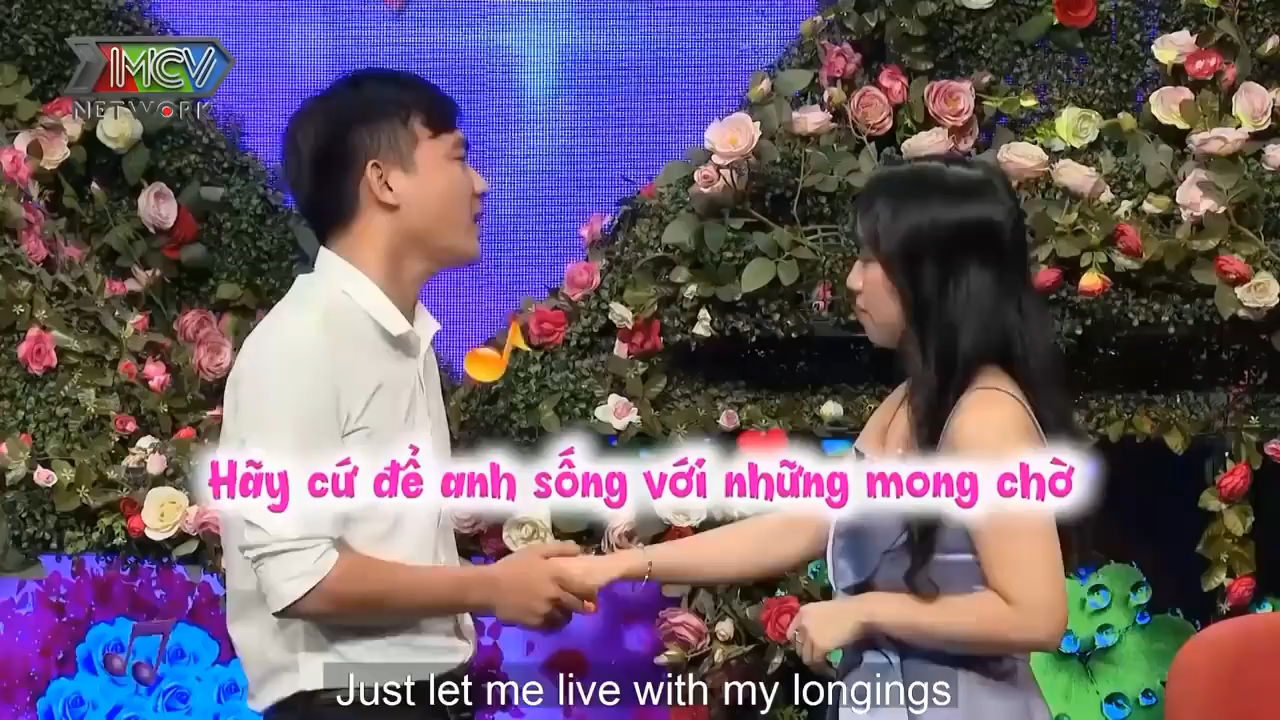 MCV
NETWORK
Hãy cứ để anh sống với những mong chờ
Just let me live with my longings